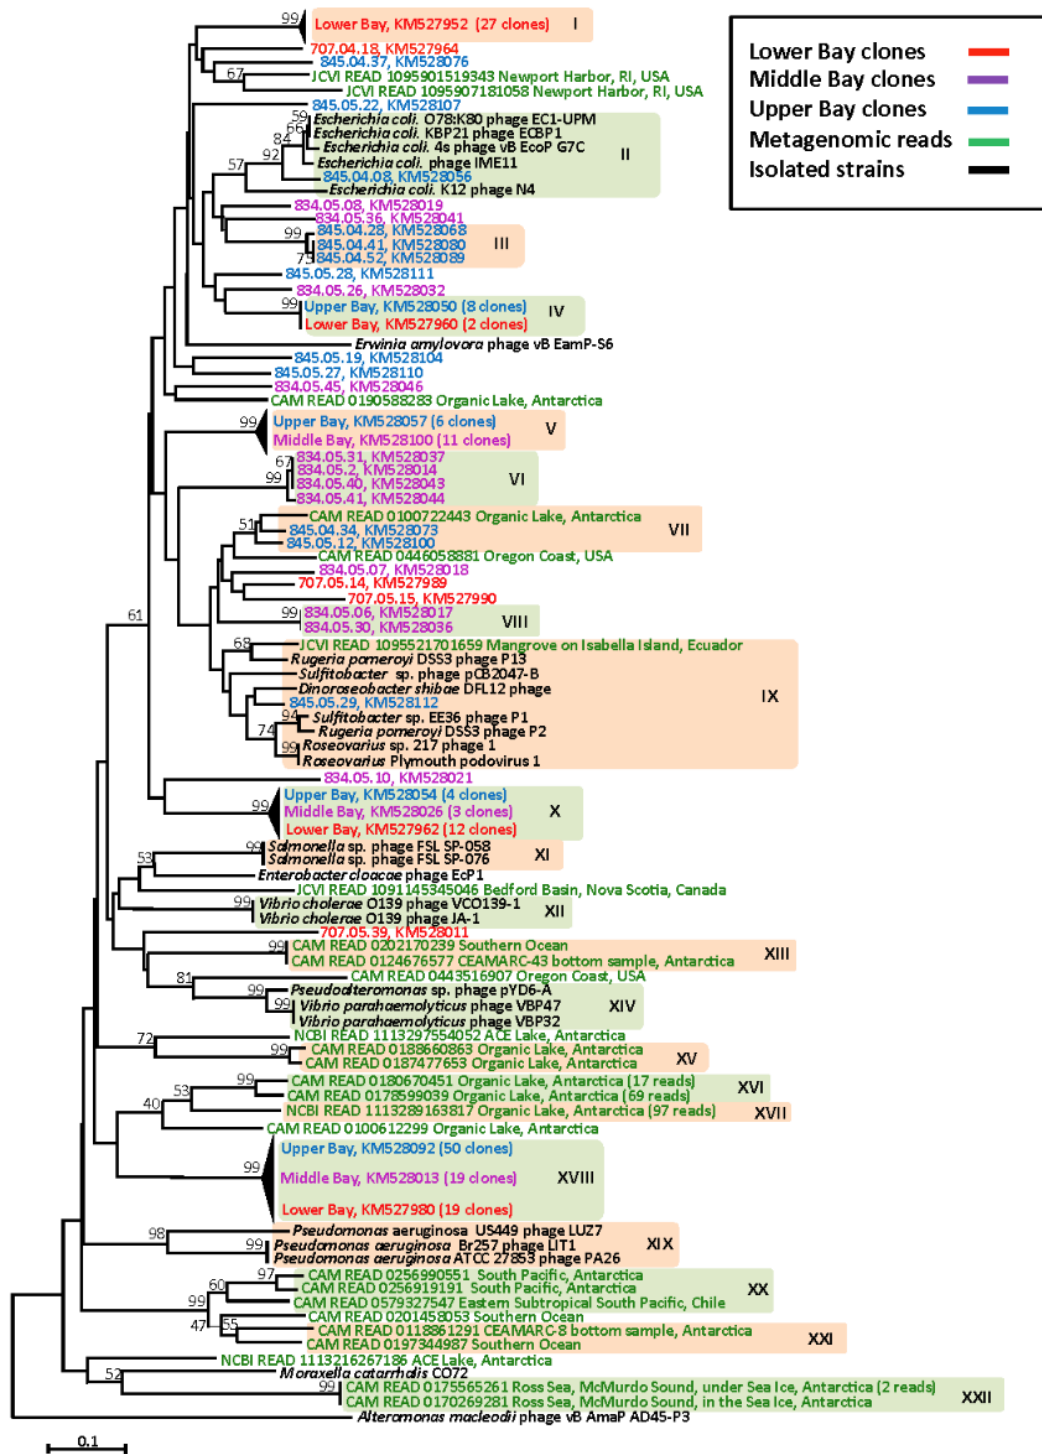 99 Lower Bay, KM527952 (27 clones) I
707.04.18, KM527964
845.04.37, KM528076
67 JCVI READ 1095901519343 Newport Harbor, RI, USA
JCVI READ 1095907181058 Newport Harbor, RI, USA
845.05.22, KM528107
59 Escherichia coli. O78:K80 phage EC1-UPM
66 Escherichia coli. KBP21 phage ECBP1
84 Escherichia coli. 4s phage vB EcoP G7C
92 Escherichia coli. phage IME11 II
57 845.04.08, KM528056
Escherichia coli. K12 phage N4
834.05.08, KM528019
834.05.36, KM528041
99 845.04.28, KM528068
845.04.41, KM528080 III
75 845.04.52, KM528089
845.05.28, KM528111
834.05.26, KM528032
99 Upper Bay, KM528050 (8 clones) IV
Lower Bay, KM527960 (2 clones)
Erwinia amylovora phage vB EamP-S6
845.05.19, KM528104
845.05.27, KM528110
834.05.45, KM528046
CAM READ 0190588283 Organic Lake, Antarctica
99 Upper Bay, KM528057 (6 clones) V
Middle Bay, KM528100 (11 clones)
67 834.05.31, KM528037
834.05.2, KM528014
99 834.05.40, KM528043 VI
834.05.41, KM528044
CAM READ 0100722443 Organic Lake, Antarctica
51 845.04.34, KM528073 VII
845.05.12, KM528100
CAM READ 0446058881 Oregon Coast, USA
834.05.07, KM528018
707.05.14, KM527989
707.05.15, KM527990
99 834.05.06, KM528017 VIII
61 834.05.30, KM528036
68 JCVI READ 1095521701659 Mangrove on Isabella Island, Ecuador
Rugeria pomeroyi DSS3 phage P13
Sulfitobacter sp. phage pCB2047-B
Dinoroseobacter shibae DFL12 phage
845.05.29, KM528112 IX
94 Sulfitobacter sp. EE36 phage P1
74 Rugeria pomeroyi DSS3 phage P2
99 Roseovarius sp. 217 phage 1
Roseovarius Plymouth podovirus 1
834.05.10, KM528021
Upper Bay, KM528054 (4 clones)
99 Middle Bay, KM528026 (3 clones) X
Lower Bay, KM527962 (12 clones)
99 Salmonella sp. phage FSL SP-058
53 Salmonella sp. phage FSL SP-076 XI
Enterobacter cloacae phage EcP1
JCVI READ 1091145345046 Bedford Basin, Nova Scotia, Canada
99 Vibrio cholerae O139 phage VCO139-1 XII
Vibrio cholerae O139 phage JA-1
707.05.39, KM528011
99 CAM READ 0202170239 Southern Ocean XIII
CAM READ 0124676577 CEAMARC-43 bottom sample, Antarctica
81 CAM READ 0443516907 Oregon Coast, USA
99 Pseudoalteromonas sp. phage pYD6-A
99 Vibrio parahaemolyticus phage VBP47 XIV
Vibrio parahaemolyticus phage VBP32
72 NCBI READ 1113297554052 ACE Lake, Antarctica
99 CAM READ 0188660863 Organic Lake, Antarctica XV
CAM READ 0187477653 Organic Lake, Antarctica
99 CAM READ 0180670451 Organic Lake, Antarctica (17 reads) XVI
53 CAM READ 0178599039 Organic Lake, Antarctica (69 reads)
40 NCBI READ 1113289163817 Organic Lake, Antarctica (97 reads) XVII
CAM READ 0100612299 Organic Lake, Antarctica
Upper Bay, KM528092 (50 clones)
99 Middle Bay, KM528013 (19 clones) XVIII
Lower Bay, KM527980 (19 clones)
98 Pseudomonas aeruginosa US449 phage LUZ7
99 Pseudomonas aeruginosa Br257 phage LIT1 XIX
Pseudomonas aeruginosa ATCC 27853 phage PA26
97 CAM READ 0256990551 South Pacific, Antarctica
60 CAM READ 0256919191 South Pacific, Antarctica XX
99 CAM READ 0579327547 Eastern Subtropical South Pacific, Chile
CAM READ 0201458053 Southern Ocean
47 55 CAM READ 0118861291 CEAMARC-8 bottom sample, Antarctica XXI
CAM READ 0197344987 Southern Ocean
NCBI READ 1113216267186 ACE Lake, Antarctica
52 Moraxella catarrhalis CO72
99 CAM READ 0175565261 Ross Sea, McMurdo Sound, under Sea Ice, Antarctica (2 reads) XXII
CAM READ 0170269281 Ross Sea, McMurdo Sound, in the Sea Ice, Antarctica
Alteromonas macleodii phage vB AmaP AD45-P3
0.1
Lower Bay clones
Middle Bay clones
Upper Bay clones
Metagenomic reads
Isolated strains